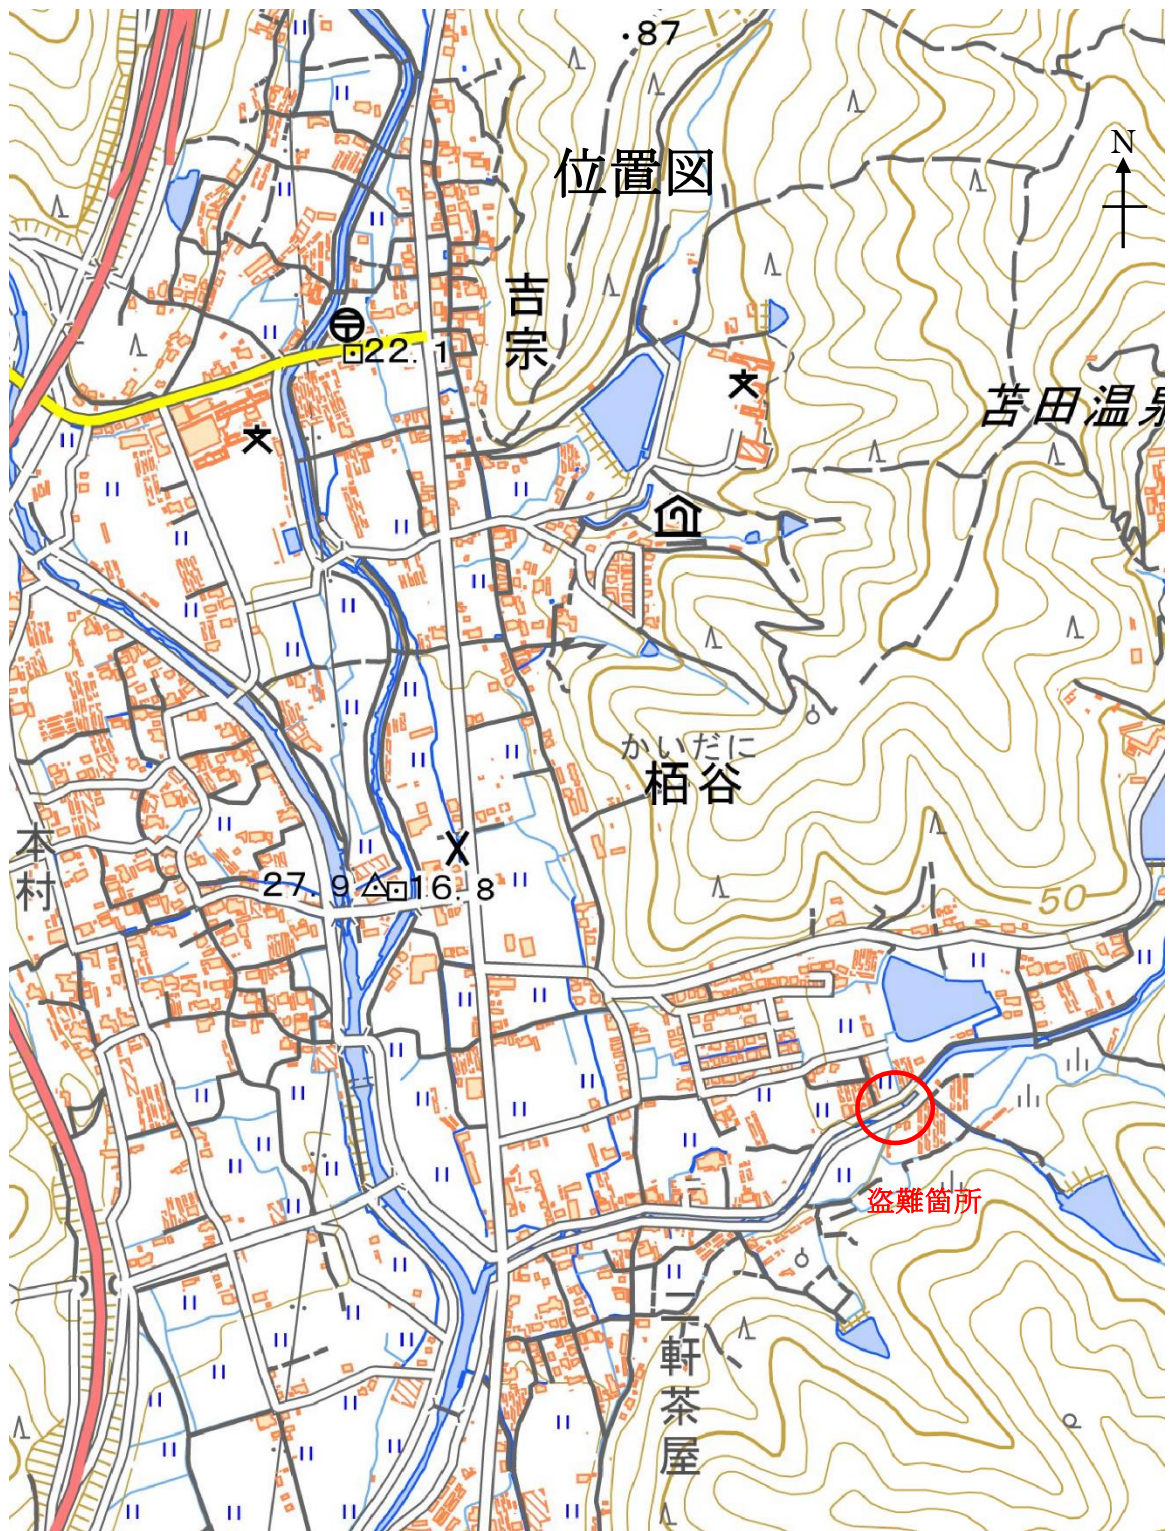 ・87
位置図
N
吉宗
22.1
苫田温泉
かいだに
栢谷
本村
27.9
16.8
50
盗難箇所
二軒茶屋